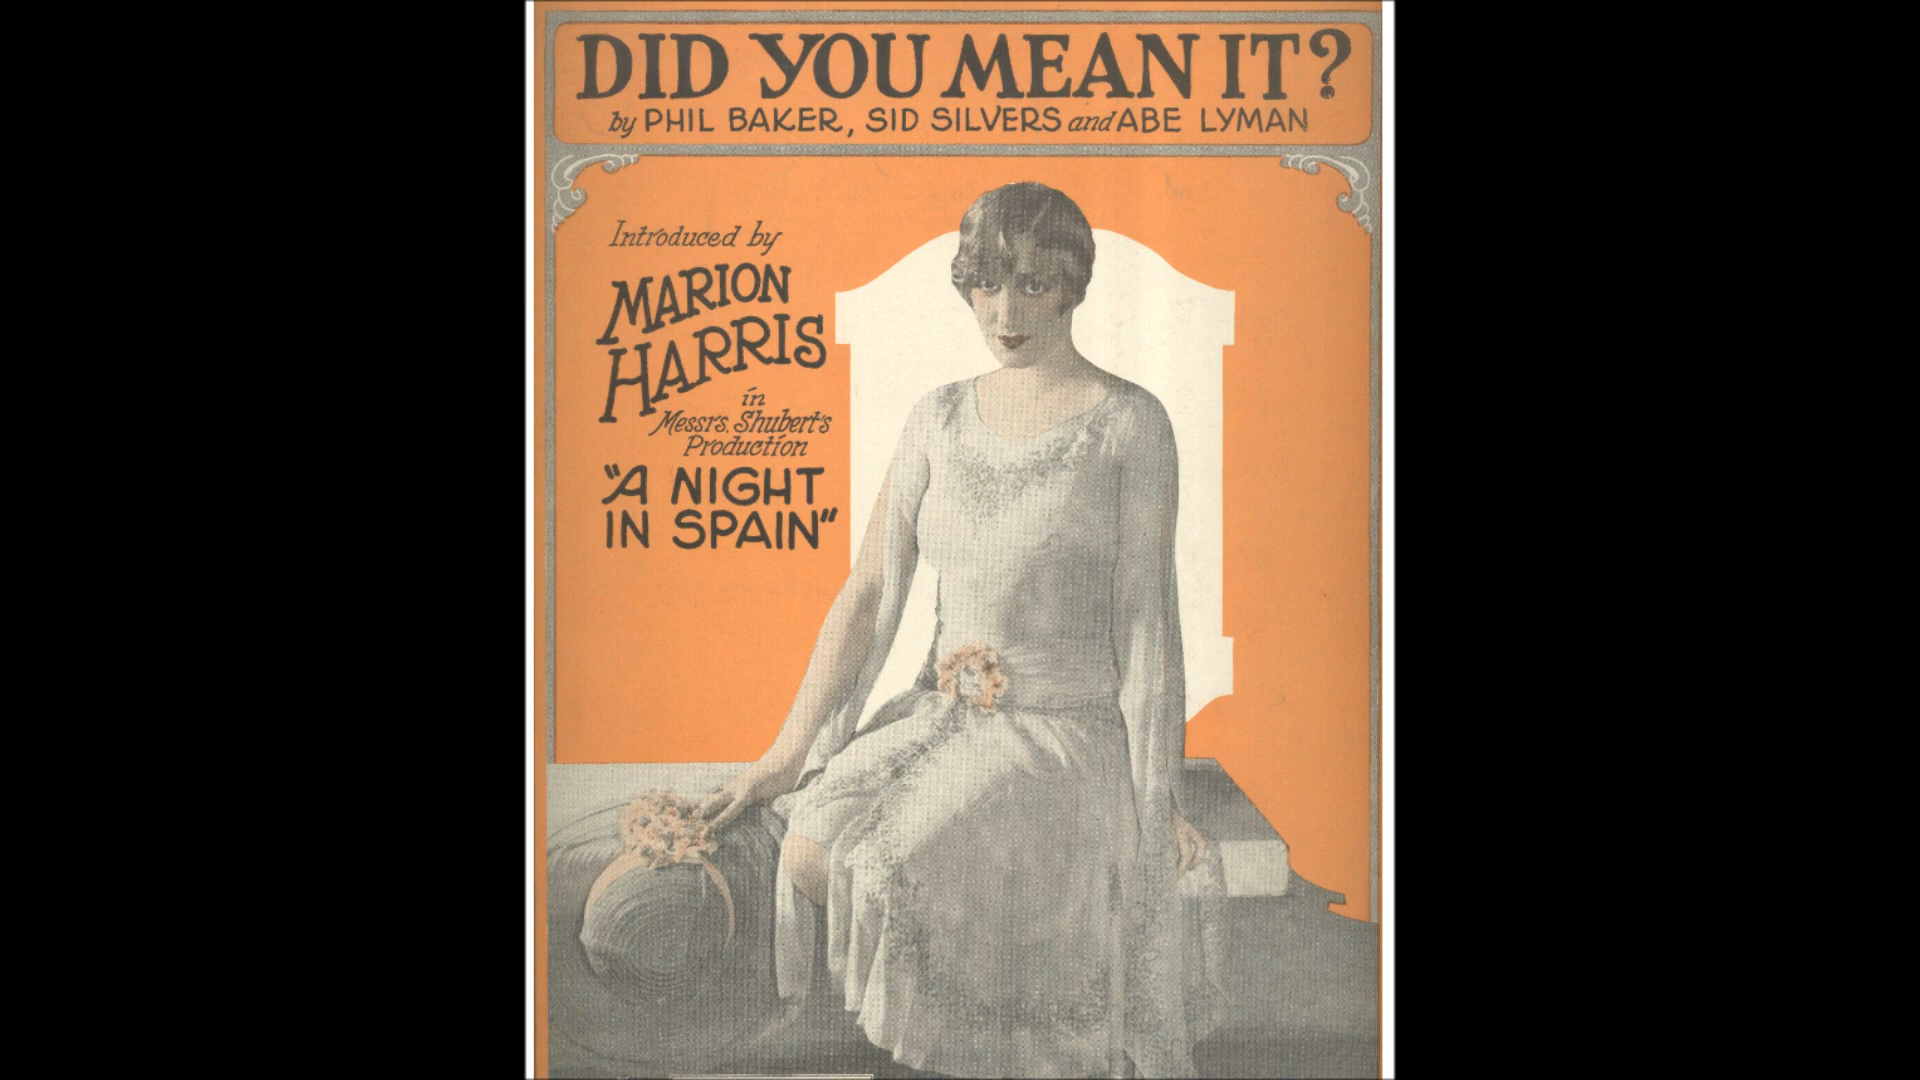 DID YOU MEAN IT?
by PHIL BAKER, SID SILVERS and ABE LYMAN
Introduced by
MARION
HARRIS
in
Messrs. Shubert's
Production
"A NIGHT
IN SPAIN"